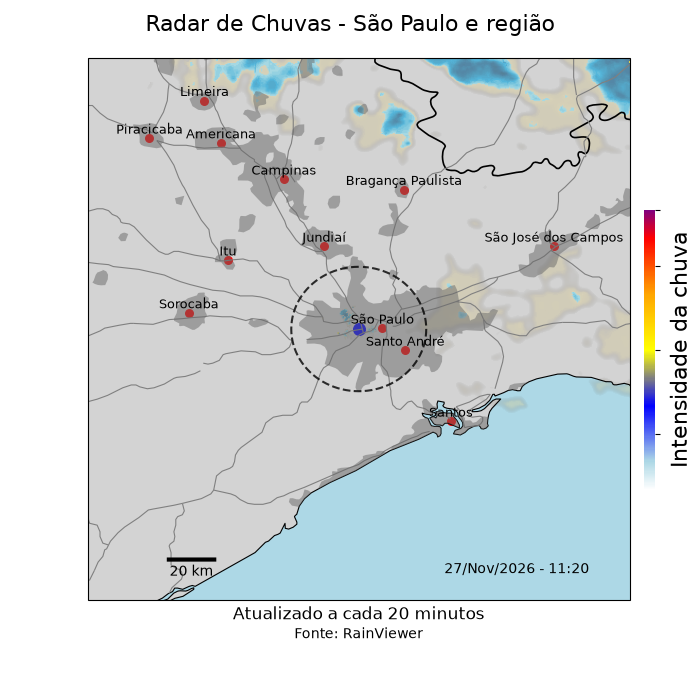 Radar de Chuvas - São Paulo e região
Limeira
Piracicaba
Americana
Campinas
Bragança Paulista
Jundiaí
São José dos Campos
Itu
Sorocaba
São Paulo
Santo André
Santos
Intensidade da chuva
20 km
27/Nov/2026 - 11:20
Atualizado a cada 20 minutos
Fonte: RainViewer